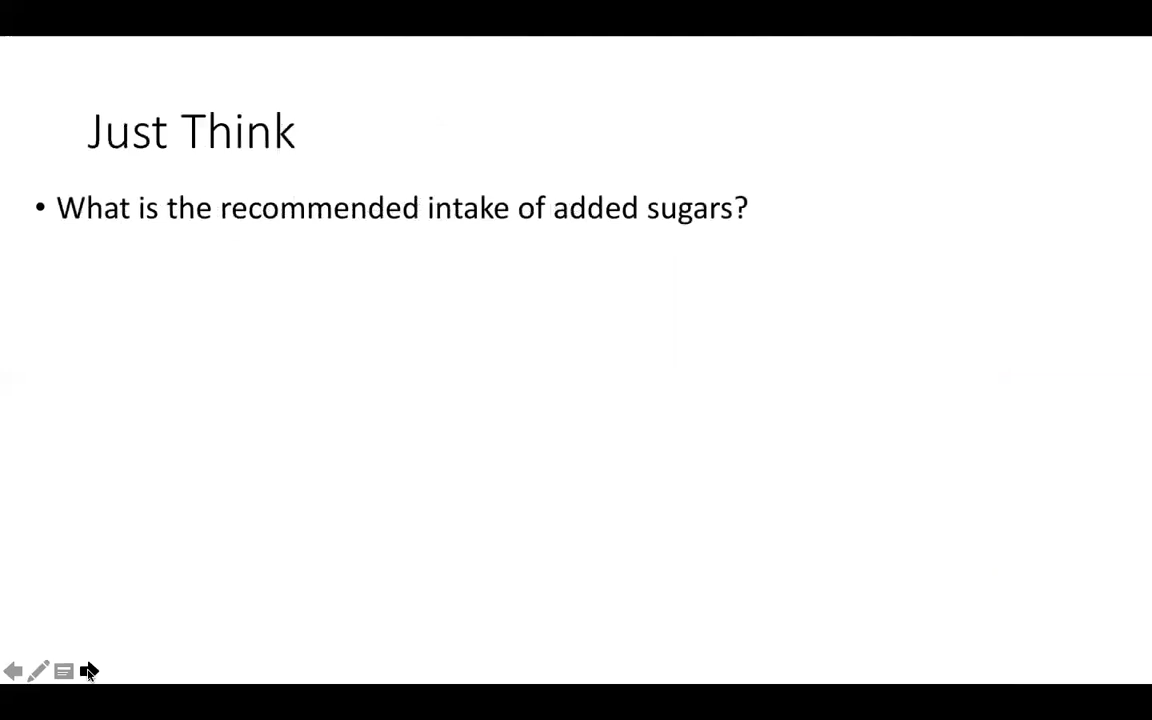 Just Think
• What is the recommended intake of added sugars?